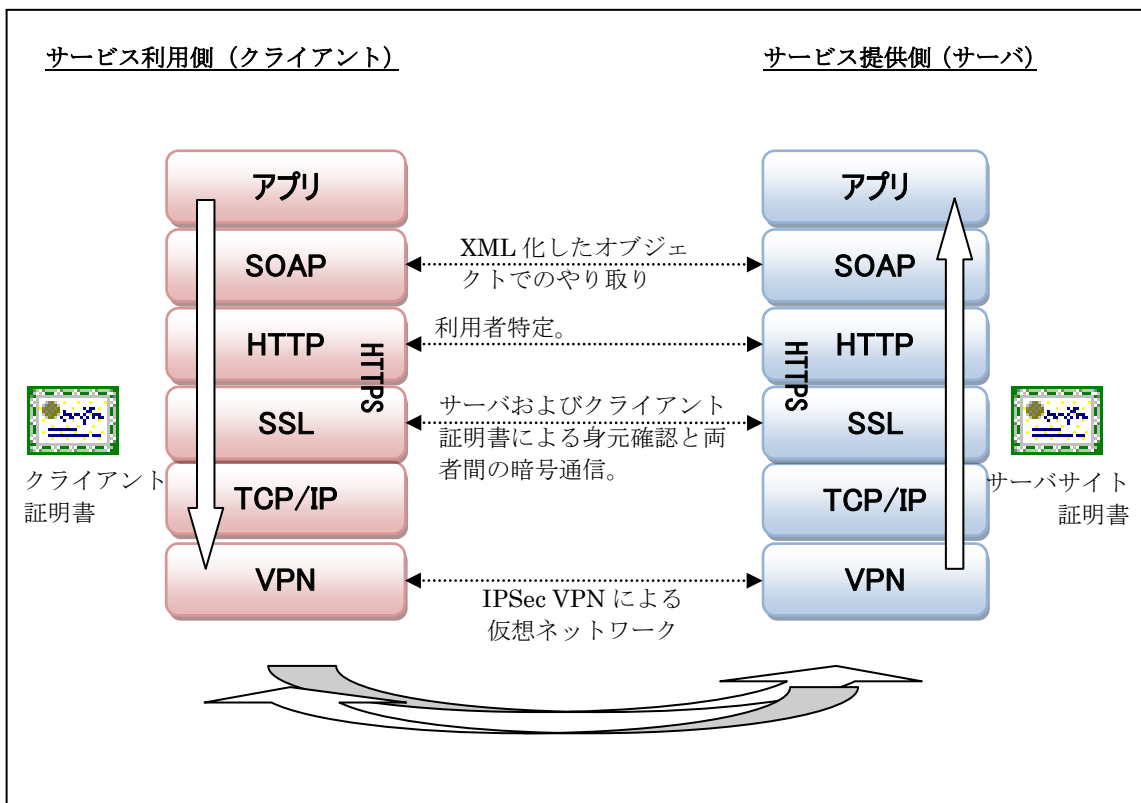 サービス利用側（クライアント）
サービス提供側（サーバ）
アプリ
SOAP
HTTP
HTTPS
SSL
TCP/IP
VPN
クライアント
証明書
XML 化したオブジェ
クトでのやり取り
利用者特定。
サーバおよびクライアント
証明書による身元確認と両
者間の暗号通信。
IPSec VPN による
仮想ネットワーク
アプリ
SOAP
HTTP
HTTPS
SSL
TCP/IP
VPN
サーバサイト
証明書